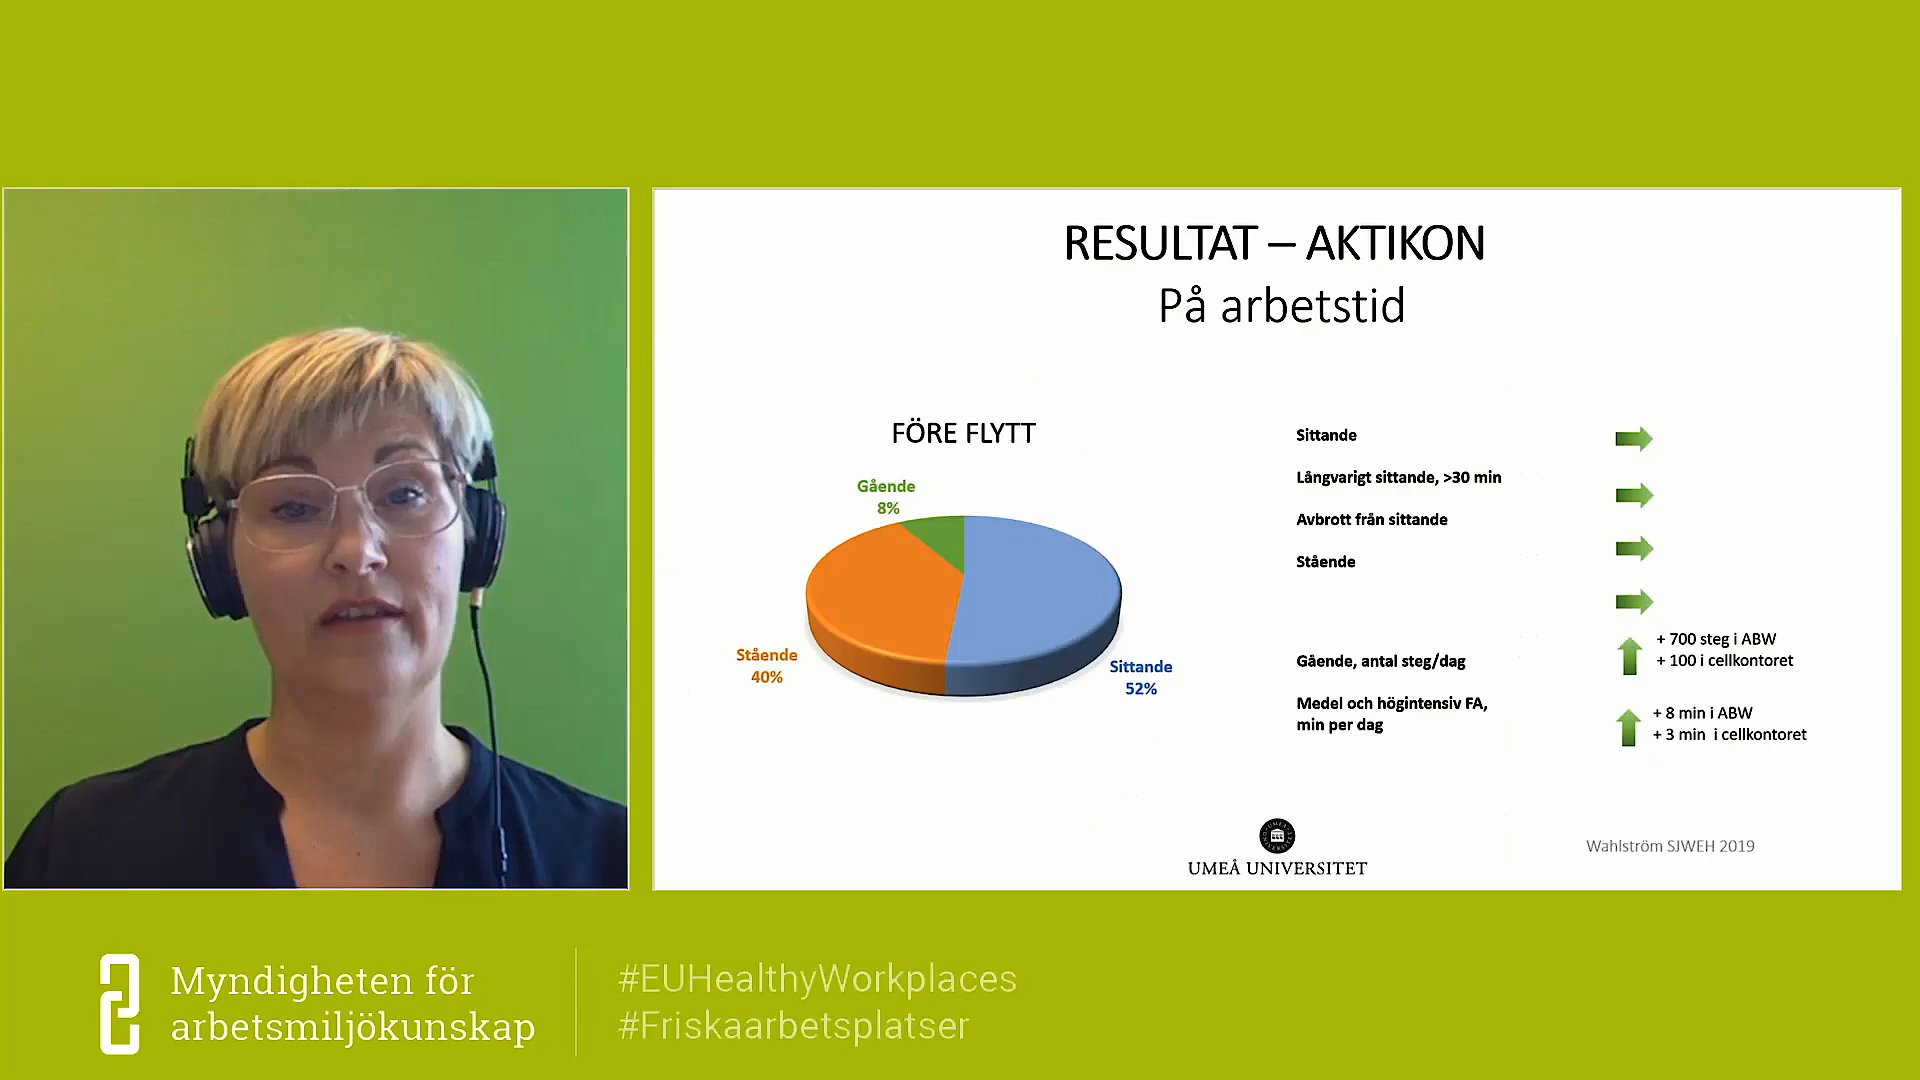 RESULTAT – AKTIKON
På arbetstid
FÖRE FLYTT
Gående
8%
Stående
40%
Sittande
52%
Sittande
Långvarigt sittande, >30 min
Avbrott från sittande
Stående
Gående, antal steg/dag
+ 700 steg i ABW
+ 100 i cellkontoret
Medel och högintensiv FA,
min per dag
+ 8 min i ABW
+ 3 min i cellkontoret
UMEÅ UNIVERSITET
Wahlström SJWEH 2019
Myndigheten för
arbetsmiljökunskap
#EUHealthyWorkplaces
#Friskaarbetsplatser